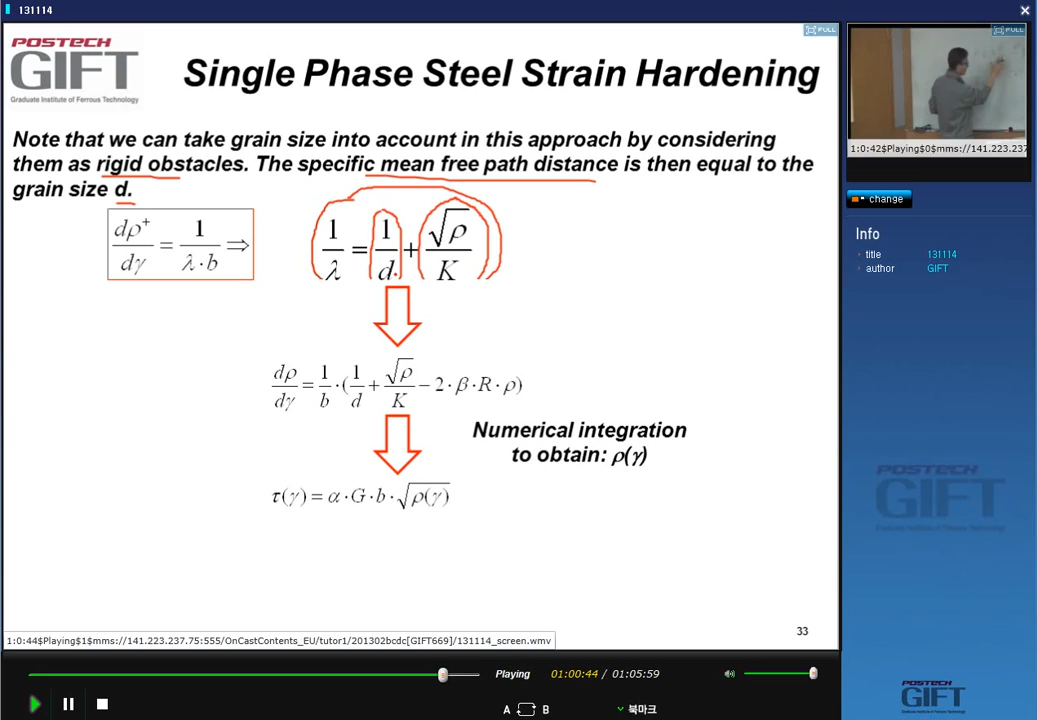 131114
POSTECH
GIFT
Graduate Institute of Ferrous Technology
FULL
Single Phase Steel Strain Hardening
Note that we can take grain size into account in this approach by considering
them as rigid obstacles. The specific mean free path distance is then equal to the
grain size d.
dρ⁺/dγ = 1/(λ·b) ⇒
1/λ = 1/d + √ρ/K
dρ/dγ = 1/b·(1/d + √ρ/K − 2·β·R·ρ)
Numerical integration
to obtain: ρ(γ)
τ(γ) = α·G·b·√ρ(γ)
33
1:0:44$Playing$1$mms://141.223.237.75:555/OnCastContents_EU/tutor1/201302bcdc[GIFT669]/131114_screen.wmv
Playing
01:00:44 / 01:05:59
A B
북마크
FULL
1:0:42$Playing$0$mms://141.223.237
change
Info
title 131114
author GIFT
POSTECH
GIFT
POSTECH
GIFT